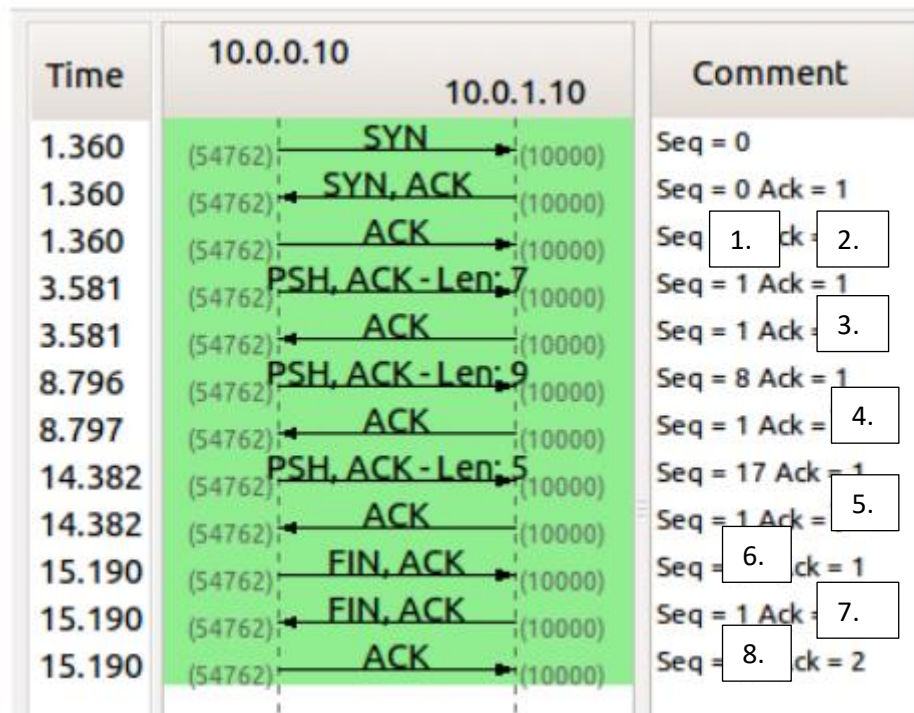 Time 10.0.0.10 10.0.1.10 Comment
1.360 (54762) SYN (10000) Seq = 0
1.360 (54762) SYN, ACK (10000) Seq = 0 Ack = 1
1.360 (54762) ACK (10000) Seq 1. ck 2.
3.581 (54762) PSH, ACK - Len: 7 (10000) Seq = 1 Ack = 1
3.581 (54762) ACK (10000) Seq = 1 Ack 3.
8.796 (54762) PSH, ACK - Len: 9 (10000) Seq = 8 Ack = 1
8.797 (54762) ACK (10000) Seq = 1 Ack = 4.
14.382 (54762) PSH, ACK - Len: 5 (10000) Seq = 17 Ack = 1
14.382 (54762) ACK (10000) Seq = 1 Ack = 5.
15.190 (54762) FIN, ACK (10000) Seq = 6. ck = 1
15.190 (54762) FIN, ACK (10000) Seq = 1 Ack 7.
15.190 (54762) ACK (10000) Seq = 8. ck = 2